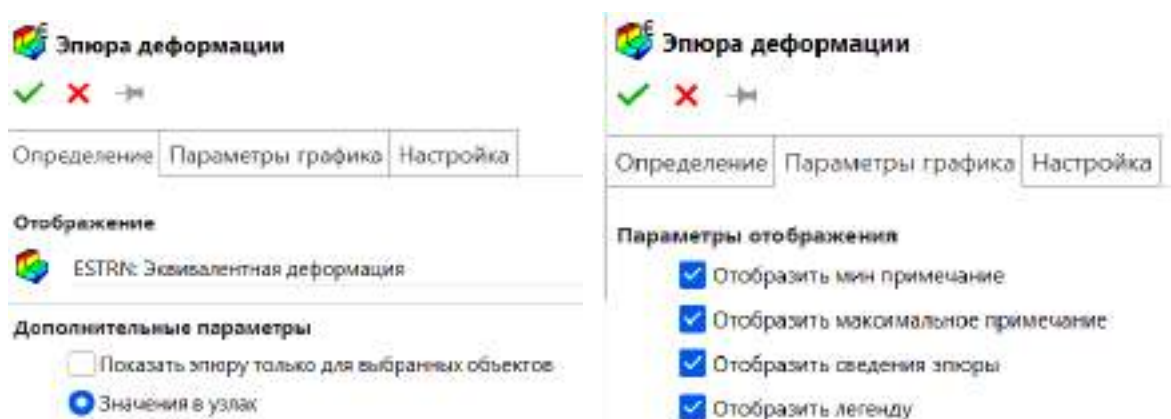 Эпюра деформации
Определение Параметры графика Настройка
Отображение
ESTRN: Эквивалентная деформация
Дополнительные параметры
Показать эпюру только для выбранных объектов
Значения в узлах
Эпюра деформации
Определение Параметры графика Настройка
Параметры отображения
Отобразить мин примечание
Отобразить максимальное примечание
Отобразить сведения эпюры
Отобразить легенду